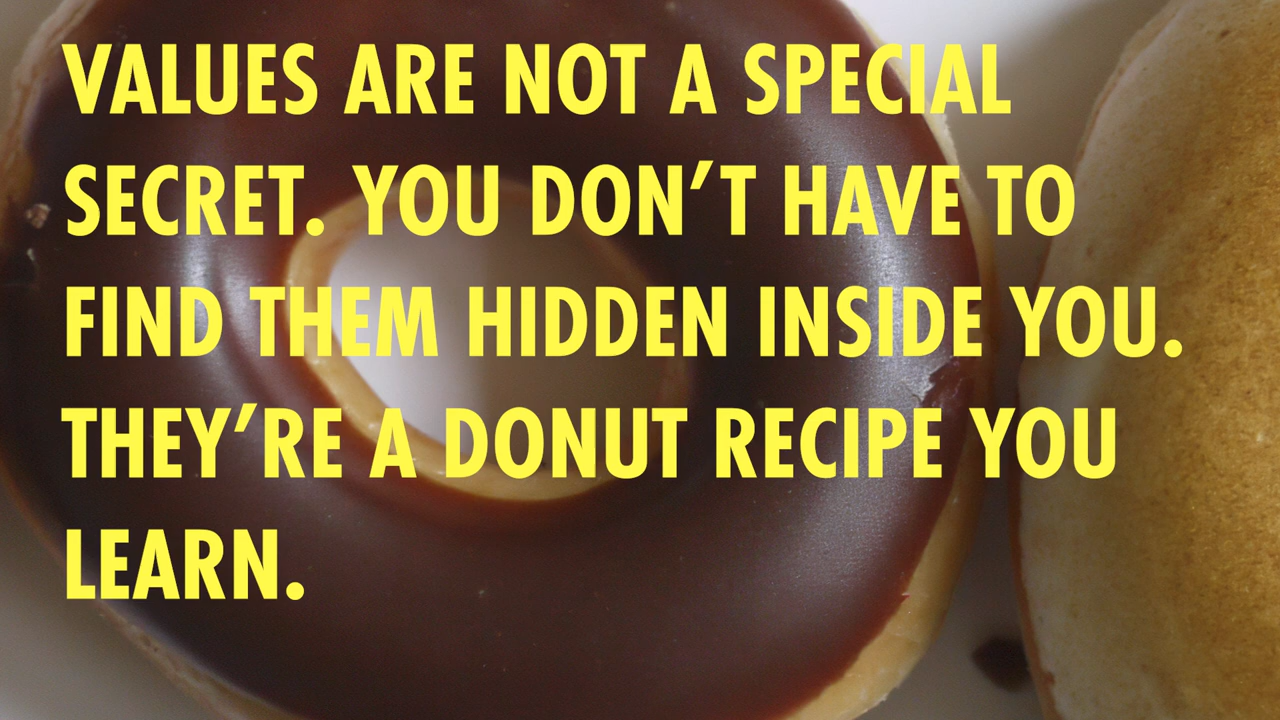 VALUES ARE NOT A SPECIAL
SECRET. YOU DON’T HAVE TO
FIND THEM HIDDEN INSIDE YOU.
THEY’RE A DONUT RECIPE YOU
LEARN.